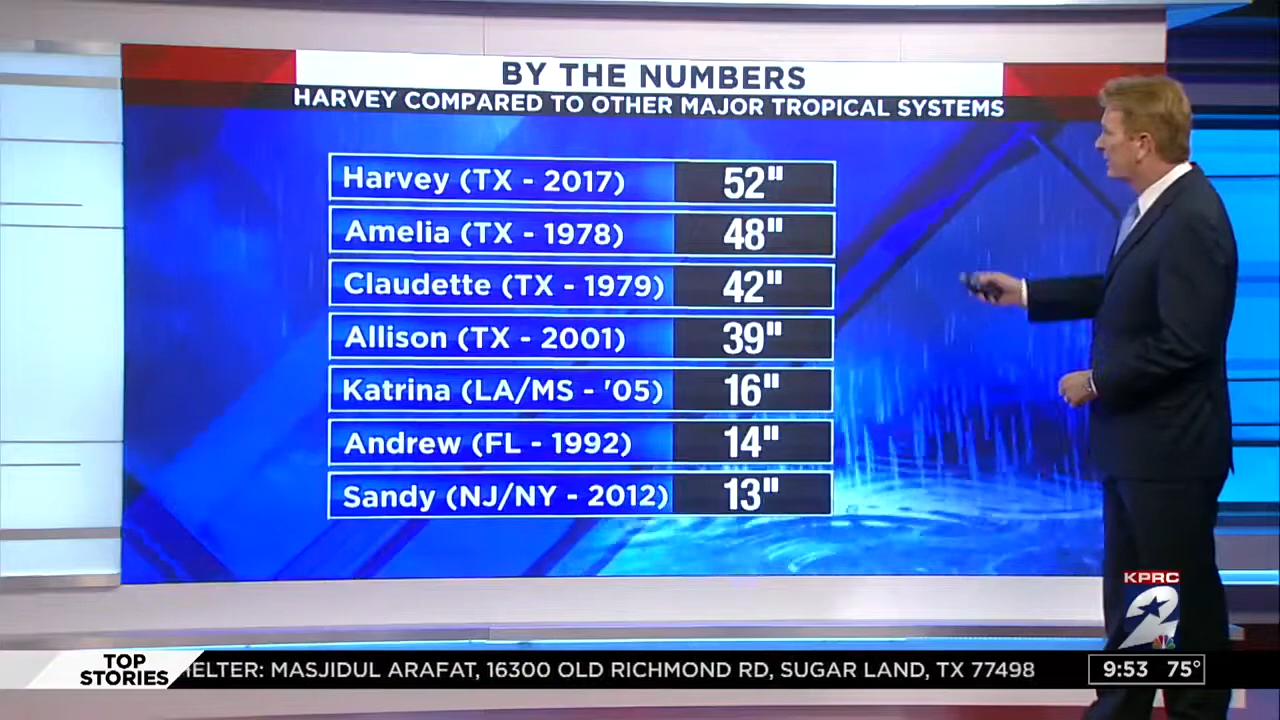 BY THE NUMBERS
HARVEY COMPARED TO OTHER MAJOR TROPICAL SYSTEMS
Harvey (TX - 2017) 52"
Amelia (TX - 1978) 48"
Claudette (TX - 1979) 42"
Allison (TX - 2001) 39"
Katrina (LA/MS - '05) 16"
Andrew (FL - 1992) 14"
Sandy (NJ/NY - 2012) 13"
KPRC
2
TOP STORIES
HELTER: MASJIDUL ARAFAT, 16300 OLD RICHMOND RD, SUGAR LAND, TX 77498
9:53 75°